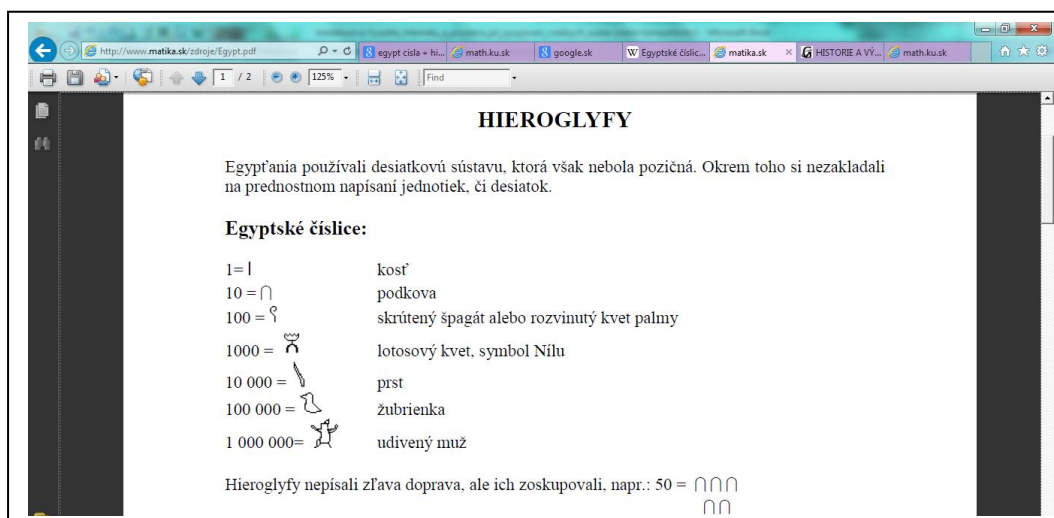 http://www.matika.sk/zdroje/Egypt.pdf
egypt cisla + hi...
math.ku.sk
google.sk
Egyptské číslic...
matika.sk
HISTORIE A VÝ...
math.ku.sk
1 / 2
125%
Find
HIEROGLYFY
Egypťania používali desiatkovú sústavu, ktorá však nebola pozičná. Okrem toho si nezakladali
na prednostnom napísaní jednotiek, či desiatok.
Egyptské číslice:
1= kosť
10 = podkova
100 = skrútený špagát alebo rozvinutý kvet palmy
1000 = lotosový kvet, symbol Nílu
10 000 = prst
100 000 = žubrienka
1 000 000= udivený muž
Hieroglyfy nepísali zľava doprava, ale ich zoskupovali, napr.: 50 = ∩∩∩
∩∩